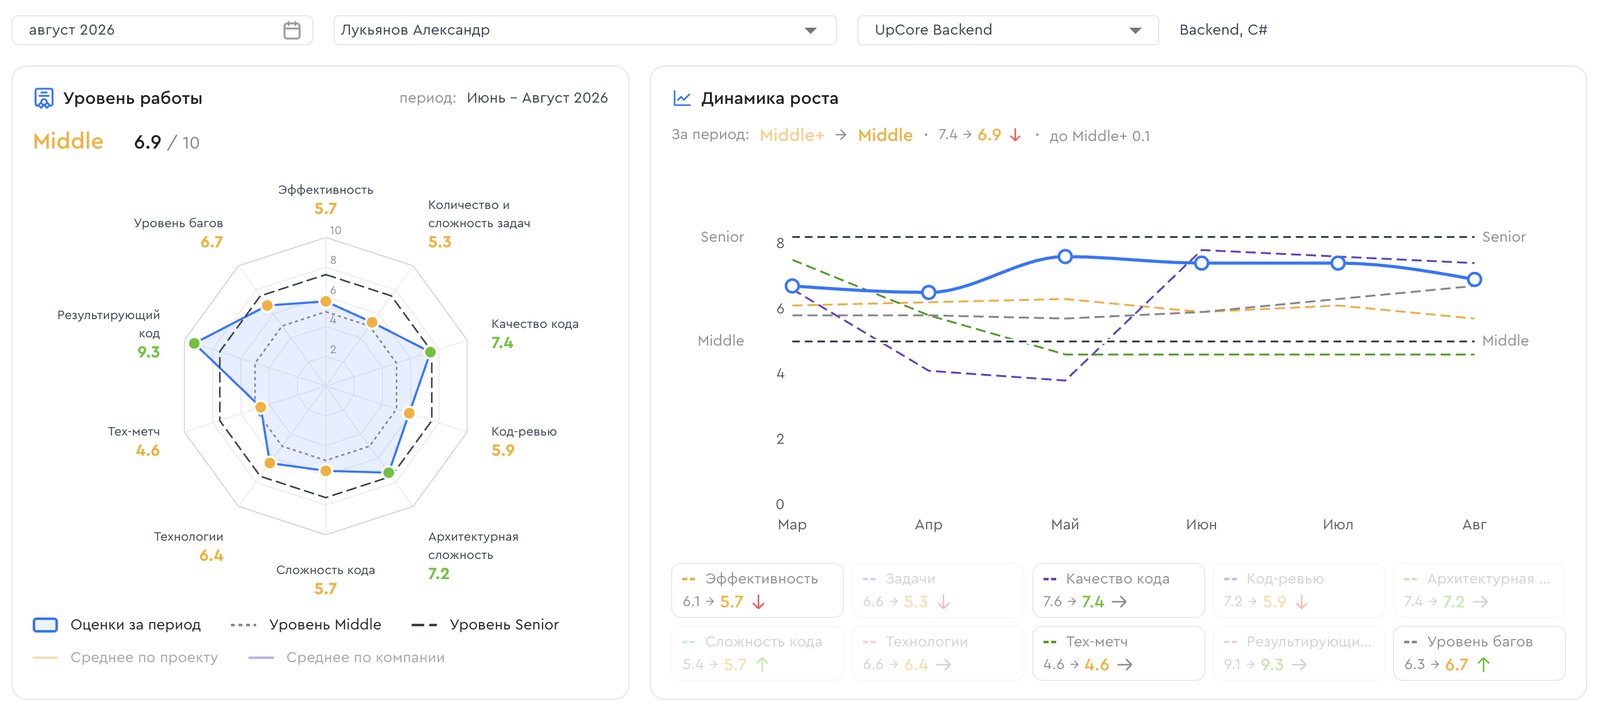 август 2026
Лукьянов Александр
UpCore Backend
Backend, C#
Уровень работы
период: Июнь – Август 2026
Middle 6.9 / 10
Эффективность
5.7
Количество и
сложность задач
5.3
Уровень багов
6.7
10
8
6
4
2
Результирующий
код
9.3
Качество кода
7.4
Тех-метч
4.6
Код-ревью
5.9
Технологии
6.4
Архитектурная
сложность
7.2
Сложность кода
5.7
Оценки за период
Уровень Middle
Уровень Senior
Среднее по проекту
Среднее по компании
Динамика роста
За период: Middle+ → Middle · 7.4 → 6.9 ↓ · до Middle+ 0.1
Senior
8
Senior
6
Middle
Middle
4
2
0
Мар Апр Май Июн Июл Авг
Эффективность
6.1 → 5.7 ↓
Задачи
6.6 → 5.3 ↓
Качество кода
7.6 → 7.4 →
Код-ревью
7.2 → 5.9 ↓
Архитектурная ...
7.4 → 7.2 →
Сложность кода
5.4 → 5.7 ↑
Технологии
6.6 → 6.4 →
Тех-метч
4.6 → 4.6 →
Результирующи...
9.1 → 9.3 →
Уровень багов
6.3 → 6.7 ↑